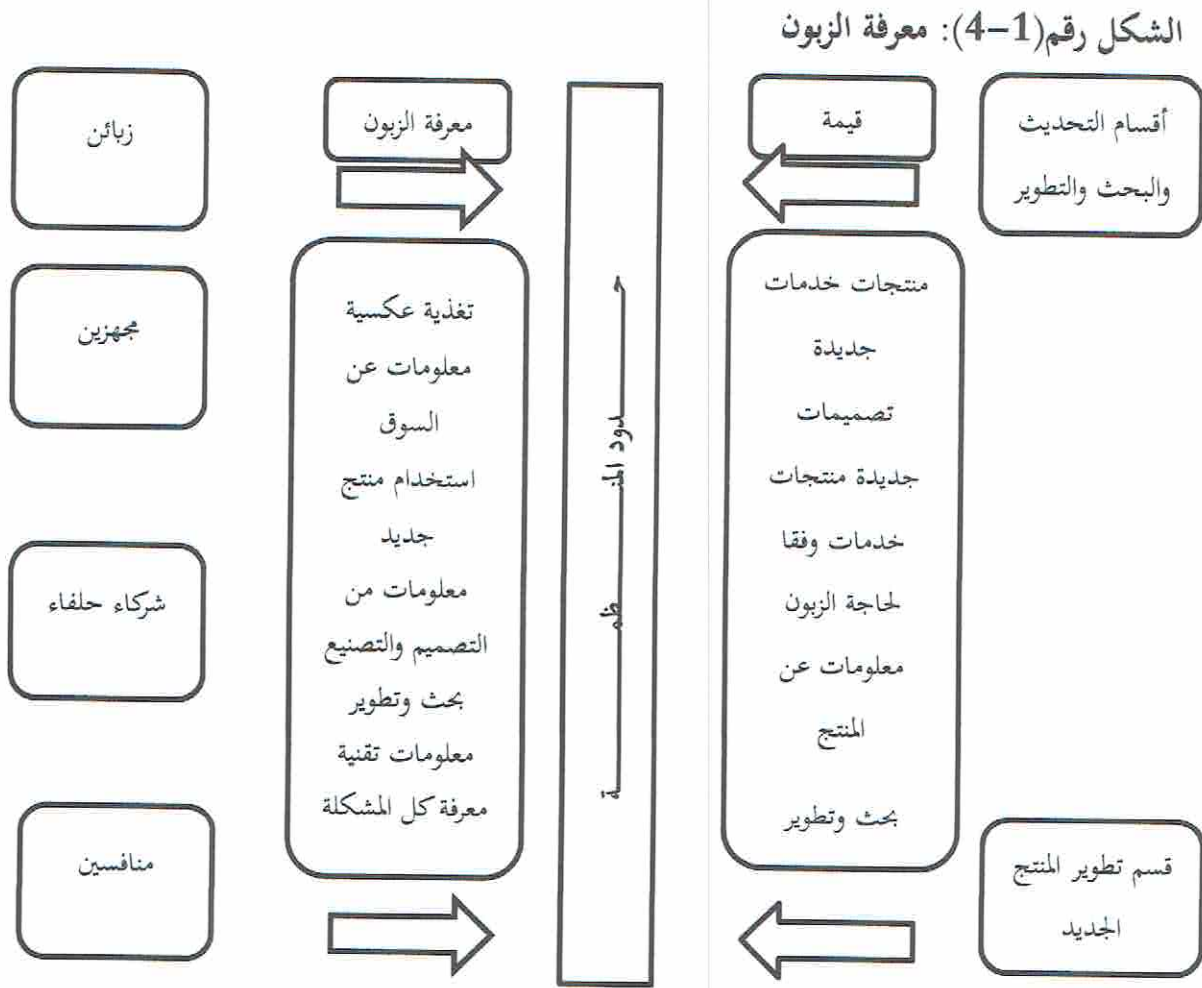 الشكل رقم(1-4): معرفة الزبون
أقسام التحديث
والبحث والتطوير
قيمة
معرفة الزبون
زبائن
منتجات خدمات
جديدة
تصميمات
جديدة منتجات
خدمات وفقا
لحاجة الزبون
معلومات عن
المنتج
بحث وتطوير
حـــدود المنـــظمـــة
تغذية عكسية
معلومات عن
السوق
استخدام منتج
جديد
معلومات من
التصميم والتصنيع
بحث وتطوير
معلومات تقنية
معرفة كل المشكلة
مجهزين
شركاء حلفاء
منافسين
قسم تطوير المنتج
الجديد